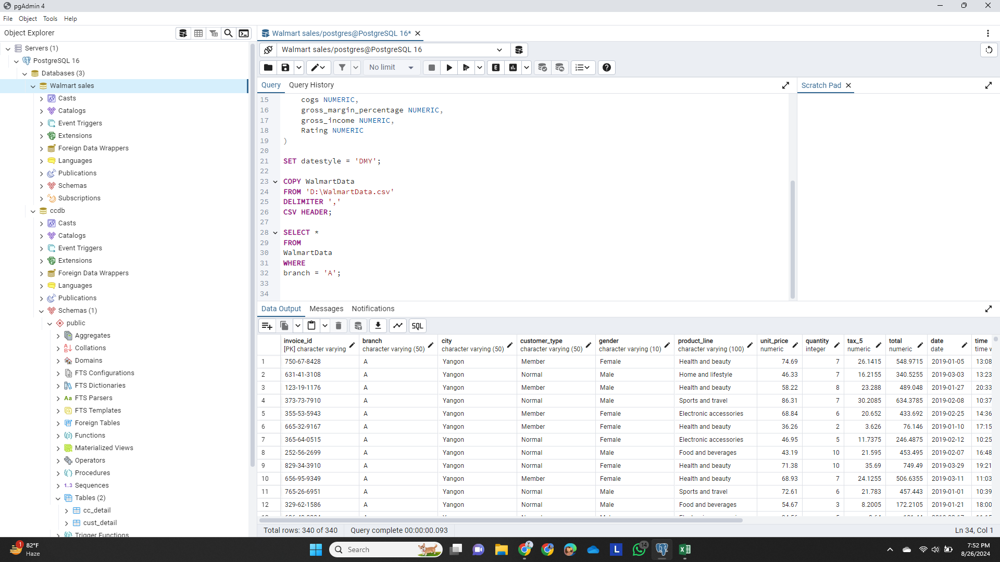 pgAdmin 4
File Object Tools Help
Object Explorer
Servers (1)
PostgreSQL 16
Databases (3)
Walmart sales
Casts
Catalogs
Event Triggers
Extensions
Foreign Data Wrappers
Languages
Publications
Schemas
Subscriptions
ccdb
Casts
Catalogs
Event Triggers
Extensions
Foreign Data Wrappers
Languages
Publications
Schemas (1)
public
Aggregates
Collations
Domains
FTS Configurations
FTS Dictionaries
Aa FTS Parsers
FTS Templates
Foreign Tables
Functions
Materialized Views
Operators
Procedures
1..3 Sequences
Tables (2)
cc_detail
cust_detail
Trigger Functions
Walmart sales/postgres@PostgreSQL 16*
Walmart sales/postgres@PostgreSQL 16
No limit
E
Query Query History
Scratch Pad
15 cogs NUMERIC,
16 gross_margin_percentage NUMERIC,
17 gross_income NUMERIC,
18 Rating NUMERIC
19 )
20
21 SET datestyle = 'DMY';
22
23 COPY WalmartData
24 FROM 'D:\WalmartData.csv'
25 DELIMITER ','
26 CSV HEADER;
27
28 SELECT *
29 FROM
30 WalmartData
31 WHERE
32 branch = 'A';
33
34
Data Output Messages Notifications
SQL
invoice_id branch city customer_type gender product_line unit_price quantity tax_5 total date time
[PK] character varying character varying (50) character varying (50) character varying (50) character varying (10) character varying (100) numeric integer numeric numeric date time
1 750-67-8428 A Yangon Member Female Health and beauty 74.69 7 26.1415 548.9715 2019-01-05 13:08
2 631-41-3108 A Yangon Normal Male Home and lifestyle 46.33 7 16.2155 340.5255 2019-03-03 13:23
3 123-19-1176 A Yangon Member Male Health and beauty 58.22 8 23.288 489.048 2019-01-27 20:33
4 373-73-7910 A Yangon Normal Male Sports and travel 86.31 7 30.2085 634.3785 2019-02-08 10:37
5 355-53-5943 A Yangon Member Female Electronic accessories 68.84 6 20.652 433.692 2019-02-25 14:36
6 665-32-9167 A Yangon Member Female Health and beauty 36.26 2 3.626 76.146 2019-01-10 17:15
7 365-64-0515 A Yangon Normal Female Electronic accessories 46.95 5 11.7375 246.4875 2019-02-12 10:25
8 252-56-2699 A Yangon Normal Male Food and beverages 43.19 10 21.595 453.495 2019-02-07 16:48
9 829-34-3910 A Yangon Normal Female Health and beauty 71.38 10 35.69 749.49 2019-03-29 19:21
10 656-95-9349 A Yangon Member Female Health and beauty 68.93 7 24.1255 506.6355 2019-03-11 11:03
11 765-26-6951 A Yangon Normal Male Sports and travel 72.61 6 21.783 457.443 2019-01-01 10:39
12 329-62-1586 A Yangon Normal Male Food and beverages 54.67 3 8.2005 172.2105 2019-01-21 18:00
Total rows: 340 of 340 Query complete 00:00:00.093 Ln 34, Col 1
1
82°F
Haze
Search
L
14
7:52 PM
8/26/2024